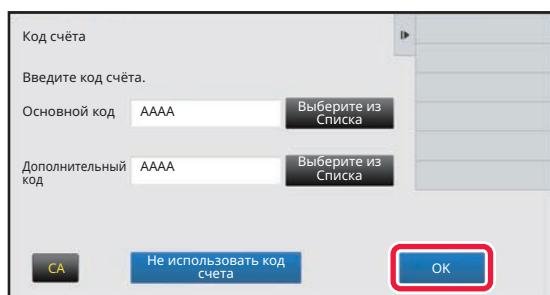 Код счёта
Введите код счёта.
Основной код
AAAA
Выберите из
Списка
Дополнительный
код
AAAA
Выберите из
Списка
CA
Не использовать код
счета
OK